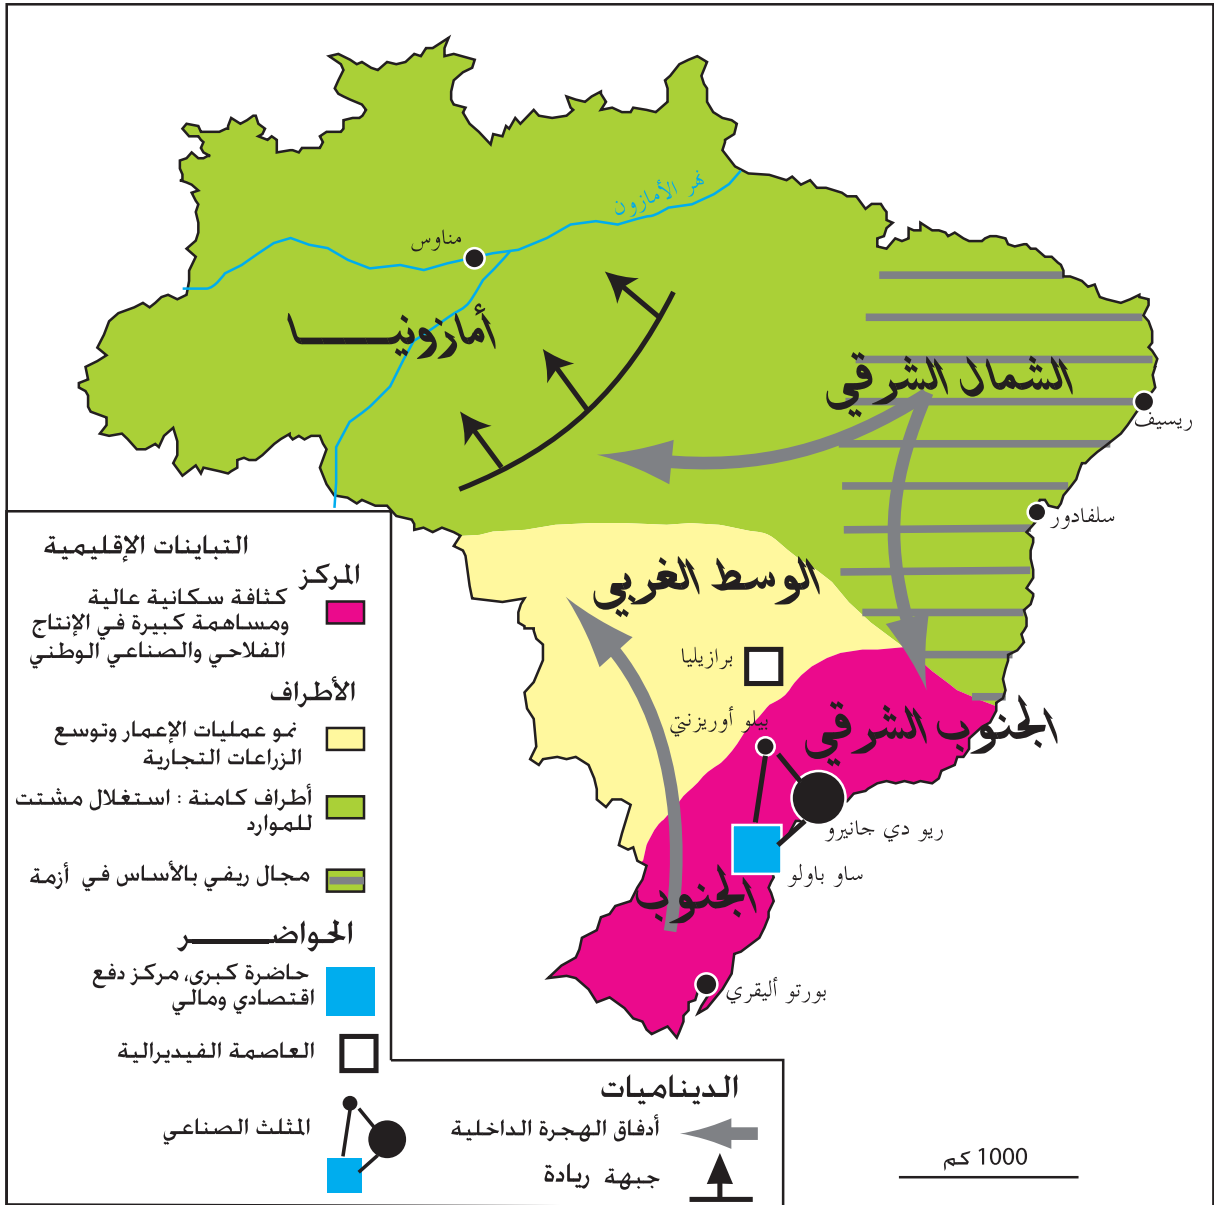 نهر الأمازون
مناوس
أمازونيـــــا
الشمال الشرقي
ريسيف
سلفادور
الوسط الغربي
برازيليا
بيلو أوريزنتي
الجنوب الشرقي
ريو دي جانيرو
ساو باولو
الجنوب
بورتو أليقري
التباينات الإقليمية
المركز
كثافة سكانية عالية
ومساهمة كبيرة في الإنتاج
الفلاحي والصناعي الوطني
الأطراف
نمو عمليات الإعمار وتوسع
الزراعات التجارية
أطراف كامنة : استغلال مشتت
للموارد
مجال ريفي بالأساس في أزمة
الحواضـــــر
حاضرة كبرى، مركز دفع
اقتصادي ومالي
العاصمة الفيديرالية
المثلث الصناعي
الديناميات
أدفاق الهجرة الداخلية
جبهة ريادة
1000 كم